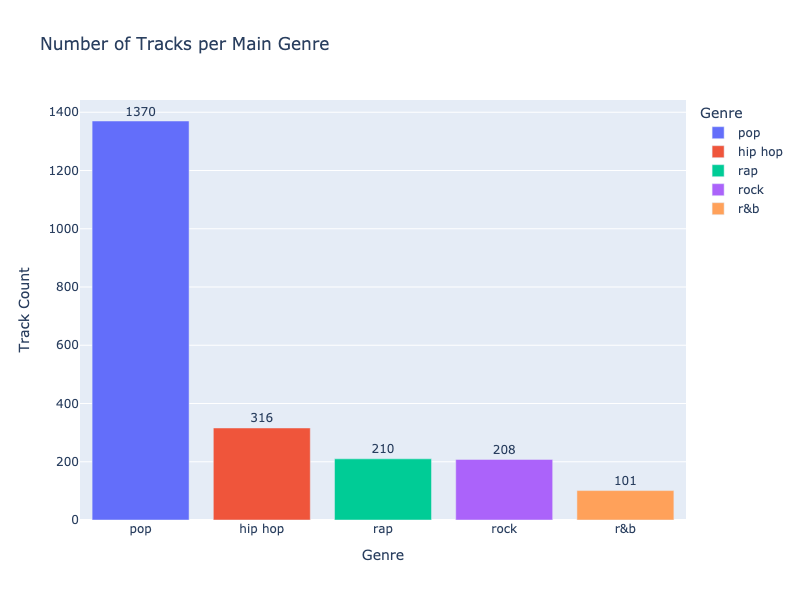 Number of Tracks per Main Genre
Track Count
1400
1200
1000
800
600
400
200
0
1370
316
210
208
101
pop
hip hop
rap
rock
r&b
Genre
Genre
pop
hip hop
rap
rock
r&b